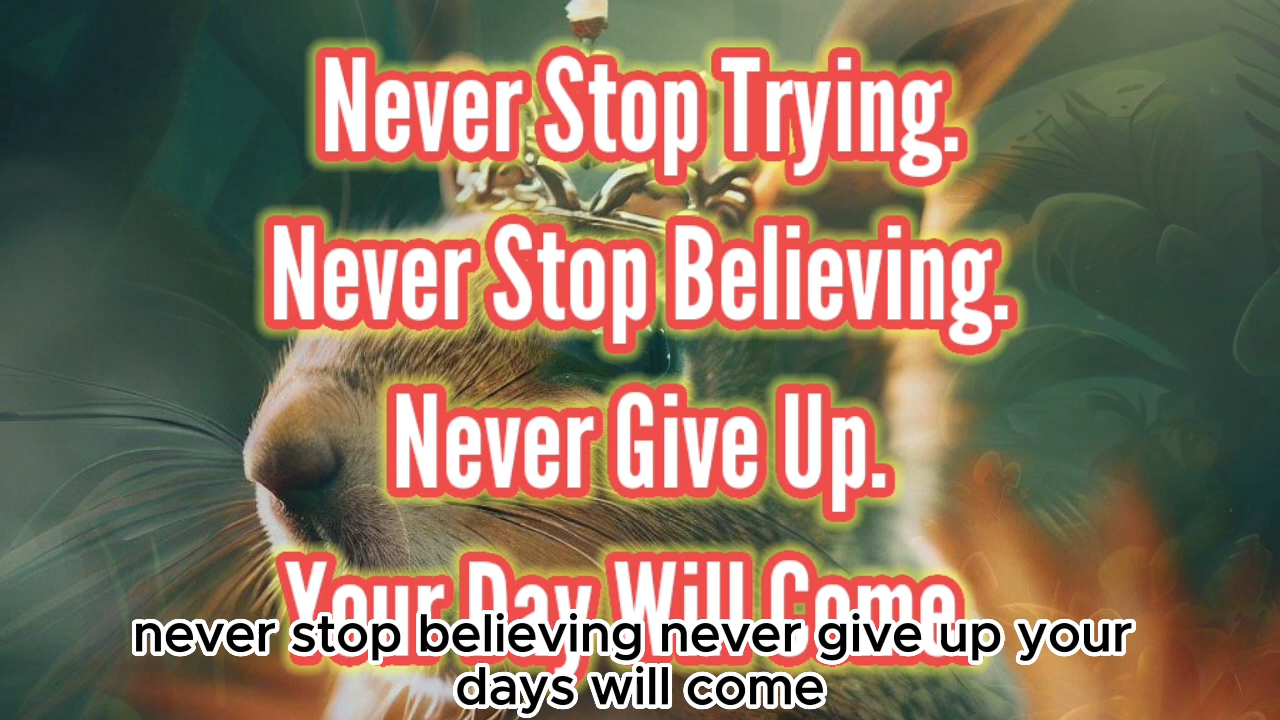 Never Stop Trying.
Never Stop Believing.
Never Give Up.
Your Day Will Come
never stop believing never give up your
days will come